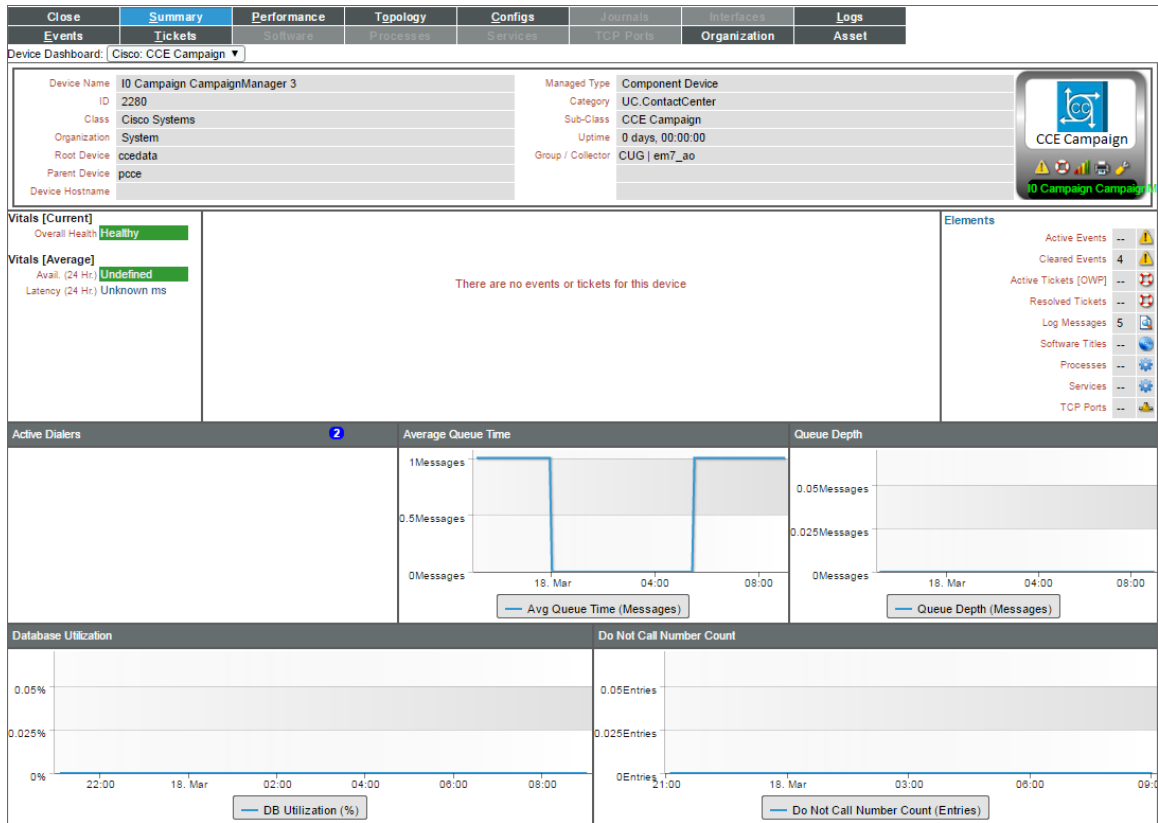 Close Summary Performance Topology Configs Journals Interfaces Logs
Events Tickets Software Processes Services TCP Ports Organization Asset
Device Dashboard: Cisco: CCE Campaign ▼
Device Name I0 Campaign CampaignManager 3 Managed Type Component Device
ID 2280 Category UC.ContactCenter
Class Cisco Systems Sub-Class CCE Campaign
Organization System Uptime 0 days, 00:00:00
Root Device ccedata Group / Collector CUG | em7_ao
Parent Device pcce
Device Hostname
CC
CCE Campaign
I0 Campaign CampaignM
Vitals [Current]
Overall Health Healthy
Vitals [Average]
Avail. (24 Hr.) Undefined
Latency (24 Hr.) Unknown ms
There are no events or tickets for this device
Elements
Active Events --
Cleared Events 4
Active Tickets [OWP] --
Resolved Tickets --
Log Messages 5
Software Titles --
Processes --
Services --
TCP Ports --
Active Dialers 2
Average Queue Time
1Messages
0.5Messages
0Messages
18. Mar 04:00 08:00
Avg Queue Time (Messages)
Queue Depth
0.05Messages
0.025Messages
0Messages
18. Mar 04:00 08:00
Queue Depth (Messages)
Database Utilization
0.05%
0.025%
0%
22:00 18. Mar 02:00 04:00 06:00 08:00
DB Utilization (%)
Do Not Call Number Count
0.05Entries
0.025Entries
0Entries
21:00 18. Mar 03:00 06:00 09:0
Do Not Call Number Count (Entries)